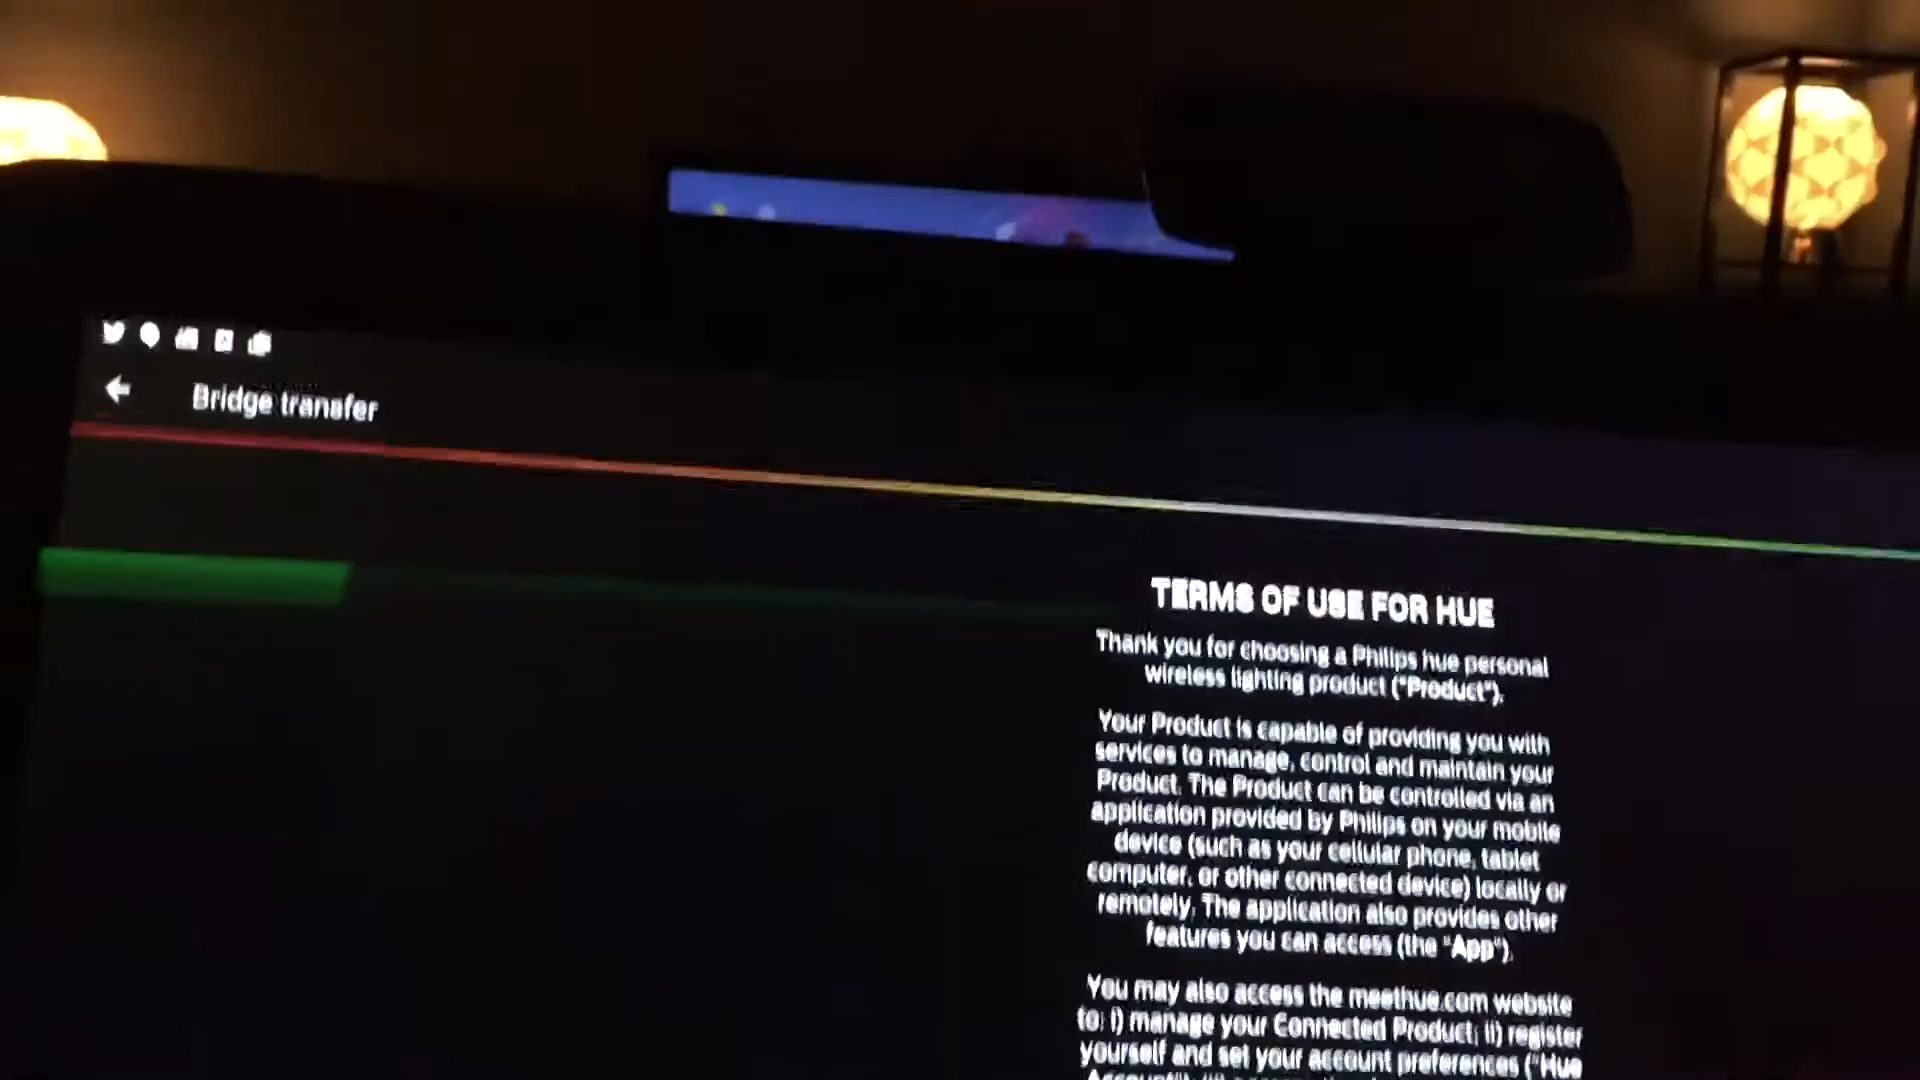 Bridge transfer
TERMS OF USE FOR HUE
Thank you for choosing a Philips hue personal
wireless lighting product ("Product").
Your Product is capable of providing you with
services to manage, control and maintain your
Product. The Product can be controlled via an
application provided by Philips on your mobile
device (such as your cellular phone, tablet
computer, or other connected device) locally or
remotely. The application also provides other
features you can access (the "App").
You may also access the meethue.com website
to: i) manage your Connected Product; ii) register
yourself and set your account preferences ("Hue